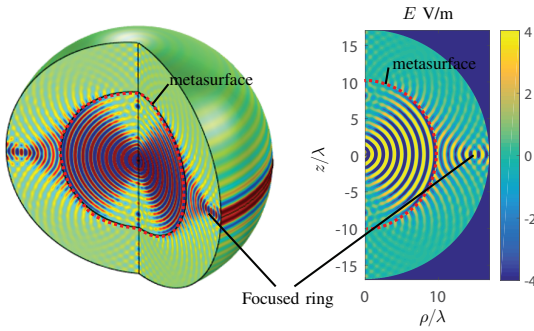 E V/m
metasurface
metasurface
z/λ
10
5
0
-5
-10
-15
15
0
10
ρ/λ
4
2
0
-2
-4
Focused ring